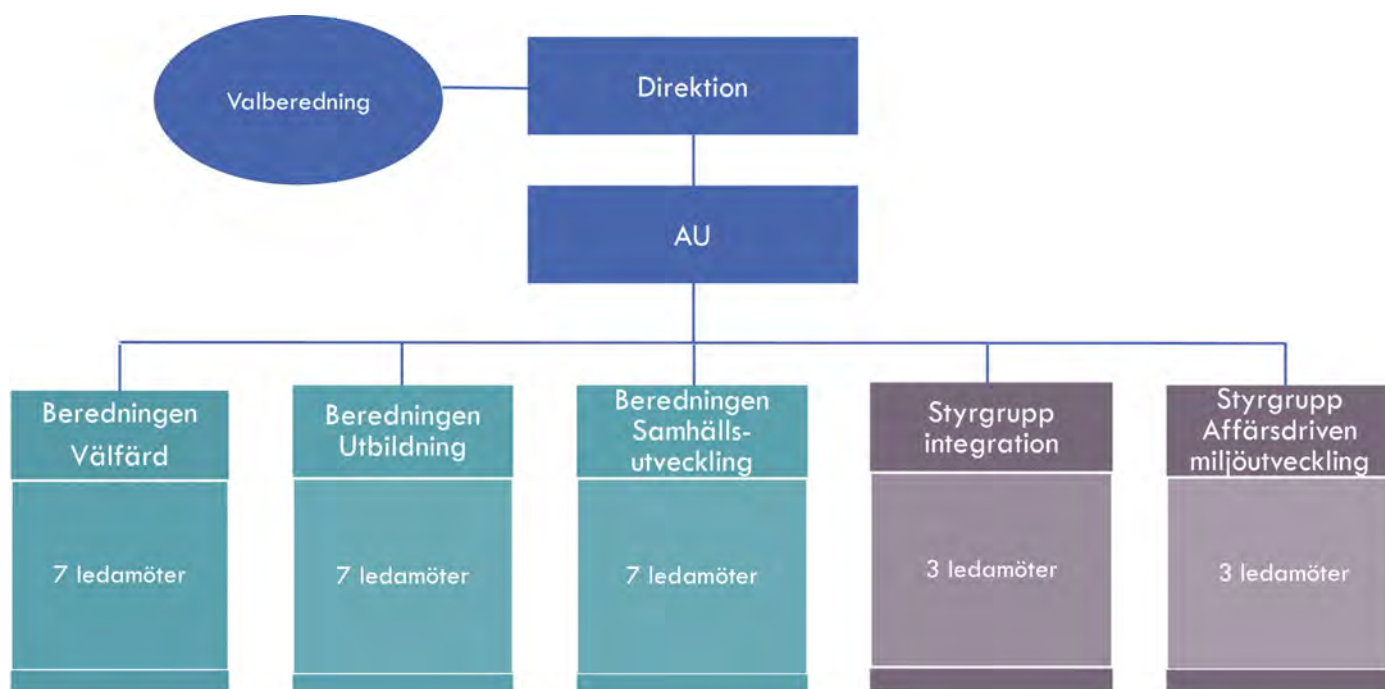 Valberedning
Direktion
AU
Beredningen
Välfärd
Beredningen
Utbildning
Beredningen
Samhälls-
utveckling
Styrgrupp
integration
Styrgrupp
Affärsdriven
miljöutveckling
7 ledamöter
7 ledamöter
7 ledamöter
3 ledamöter
3 ledamöter